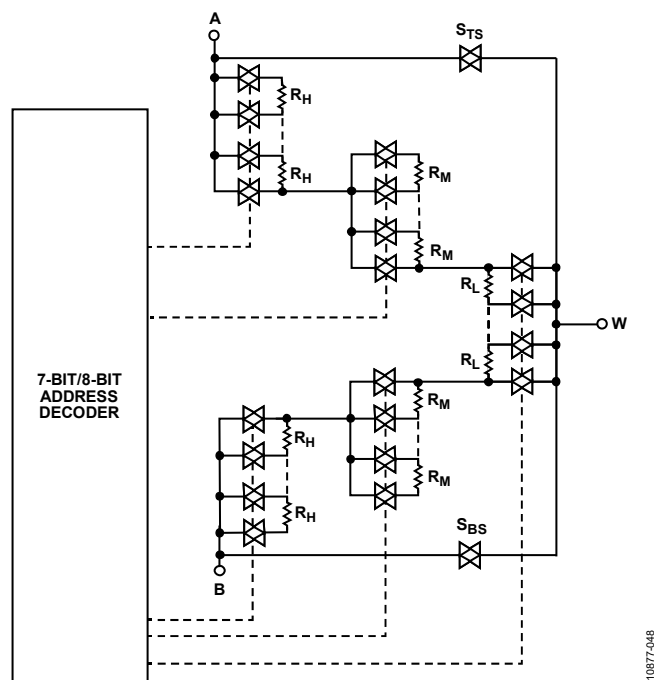 A
S_TS
R_H
R_H
R_M
R_M
R_L
R_L
W
7-BIT/8-BIT
ADDRESS
DECODER
R_M
R_M
R_H
R_H
S_BS
B
10877-048